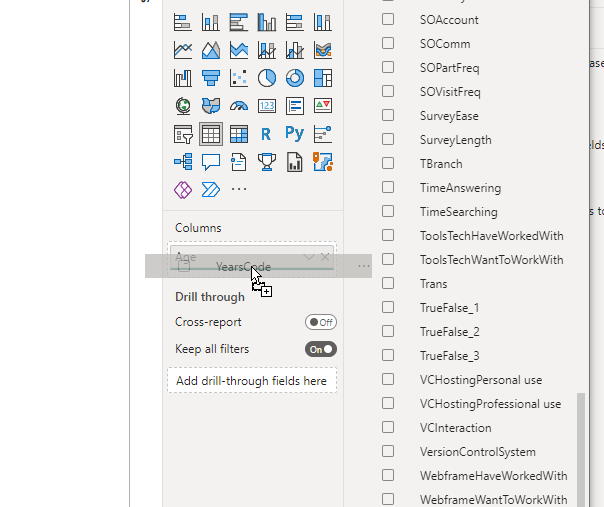 SOAccount
SOComm
SOPartFreq
SOVisitFreq
SurveyEase
SurveyLength
TBranch
TimeAnswering
TimeSearching
ToolsTechHaveWorkedWith
ToolsTechWantToWorkWith
Trans
TrueFalse_1
TrueFalse_2
TrueFalse_3
VCHostingPersonal use
VCHostingProfessional use
VCInteraction
VersionControlSystem
WebframeHaveWorkedWith
WebframeWantToWorkWith
123
R
Py
...
Columns
Age
YearsCode
...
Drill through
Cross-report
Off
Keep all filters
On
Add drill-through fields here